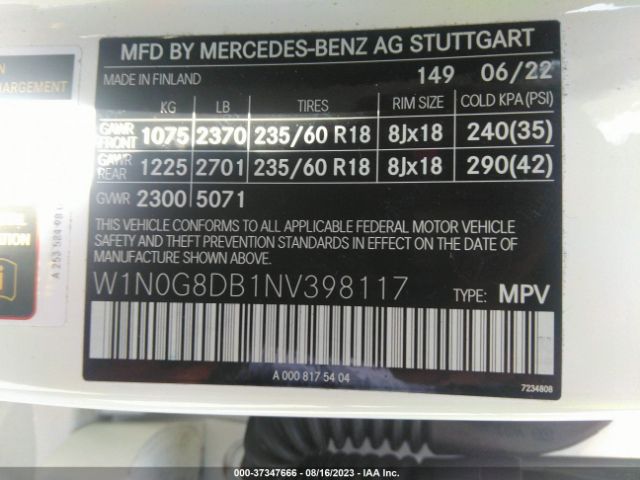 MFD BY MERCEDES-BENZ AG STUTTGART
MADE IN FINLAND 149 06/22
KG LB TIRES RIM SIZE COLD KPA (PSI)
GAWR FRONT 1075 2370 235/60 R18 8Jx18 240(35)
GAWR REAR 1225 2701 235/60 R18 8Jx18 290(42)
GVWR 2300 5071
THIS VEHICLE CONFORMS TO ALL APPLICABLE FEDERAL MOTOR VEHICLE
SAFETY AND THEFT PREVENTION STANDARDS IN EFFECT ON THE DATE OF
MANUFACTURE SHOWN ABOVE.
W1N0G8DB1NV398117 TYPE: MPV
A 000 817 54 04
7234808
A 253 584
000-37347666 - 08/16/2023 - IAA Inc.